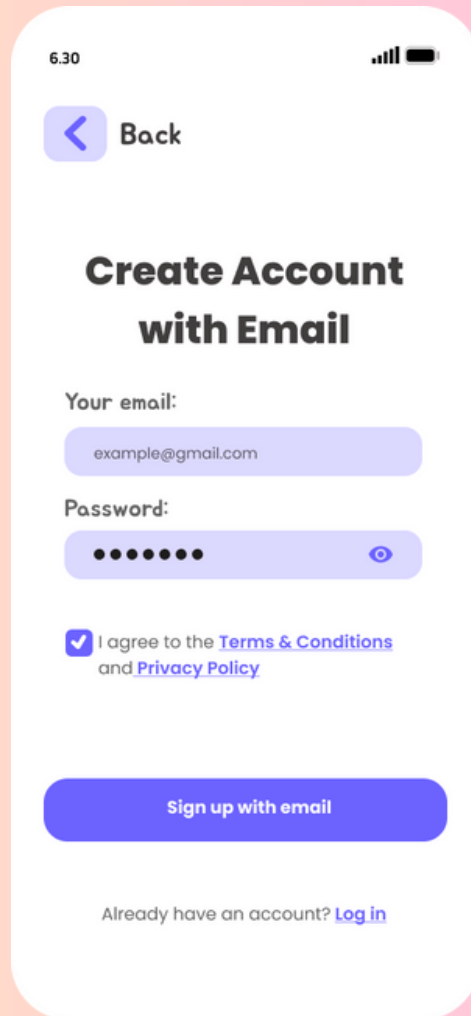 6.30
Back
Create Account
with Email
Your email:
example@gmail.com
Password:
●●●●●●●
I agree to the Terms & Conditions
and Privacy Policy
Sign up with email
Already have an account? Log in